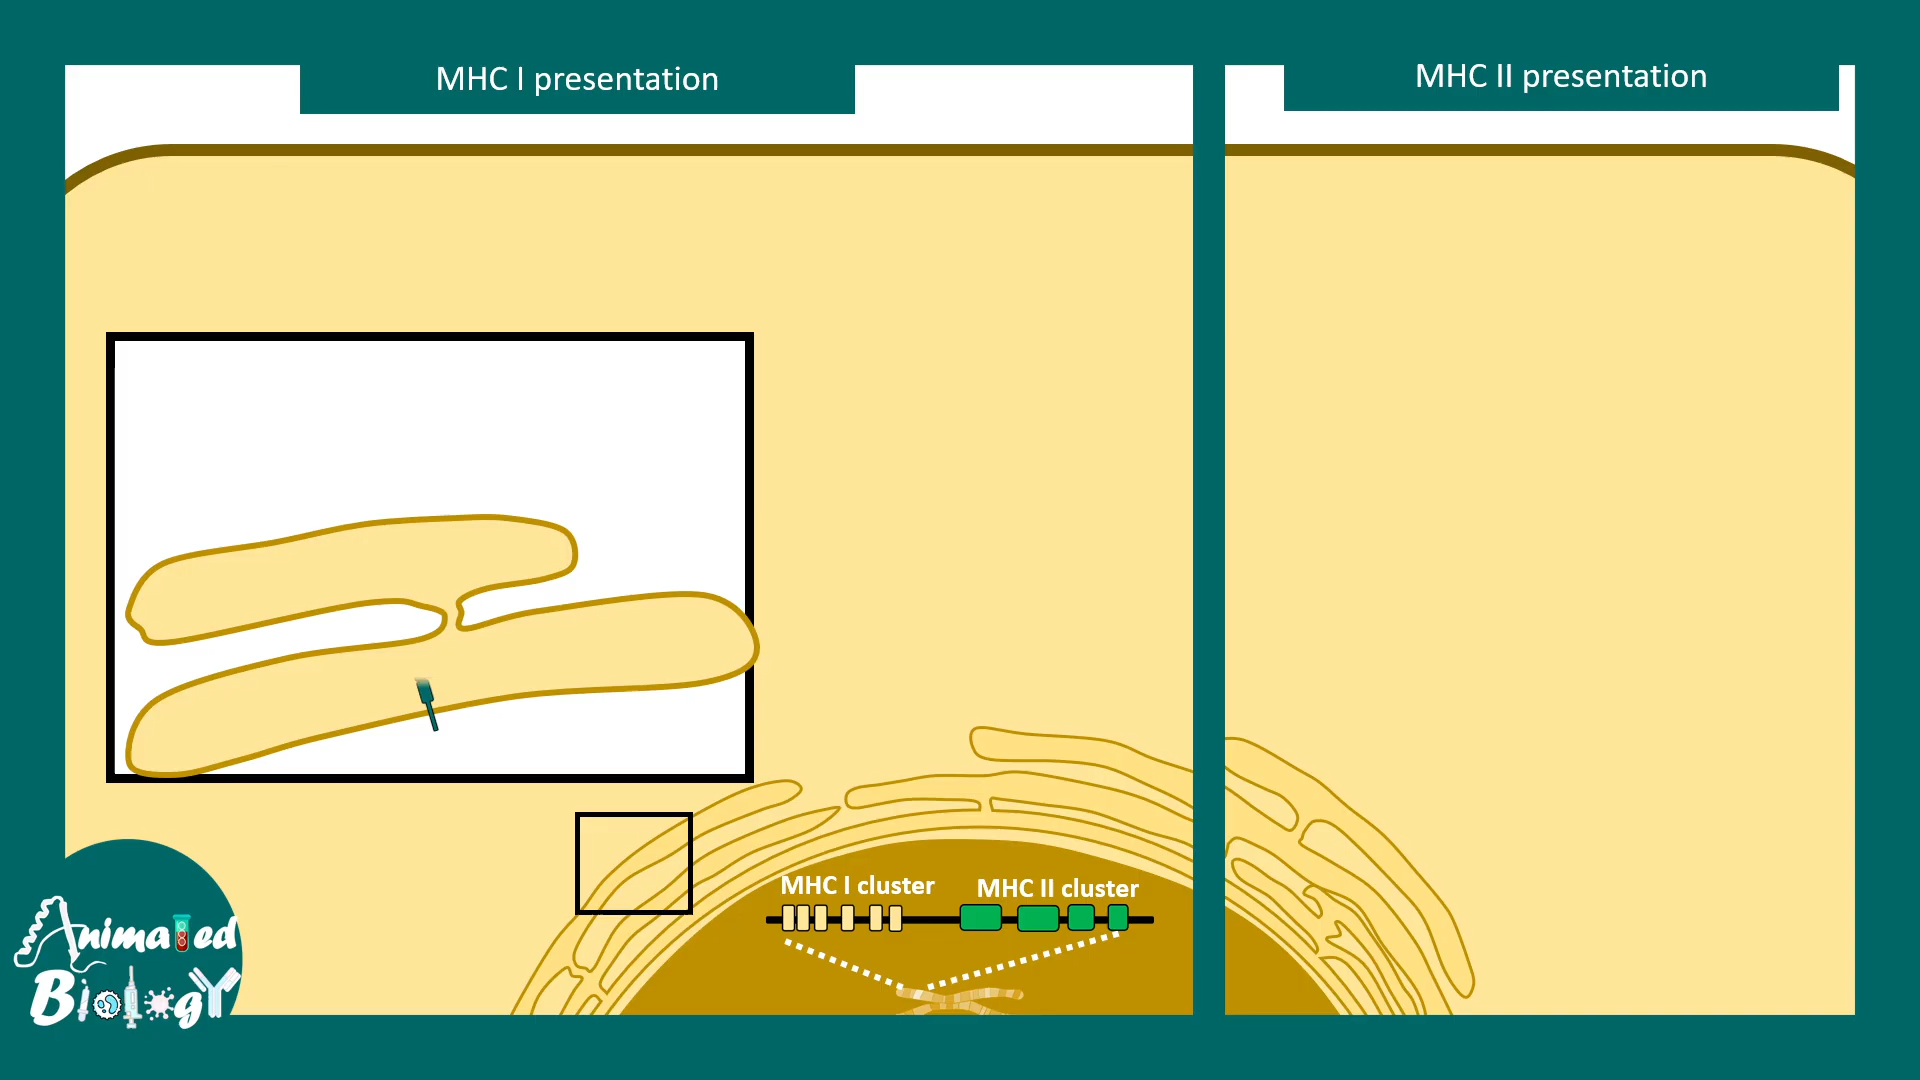 MHC I presentation
MHC II presentation
MHC I cluster
MHC II cluster
Animated
Biology